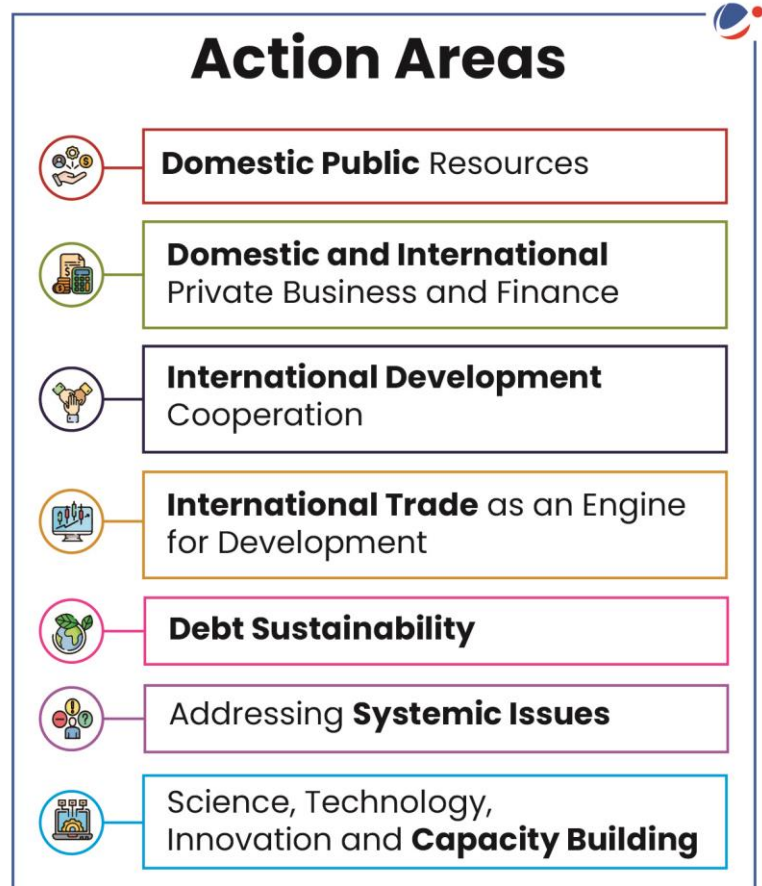 Action Areas
Domestic Public Resources
Domestic and International
Private Business and Finance
International Development
Cooperation
International Trade as an Engine
for Development
Debt Sustainability
Addressing Systemic Issues
Science, Technology,
Innovation and Capacity Building